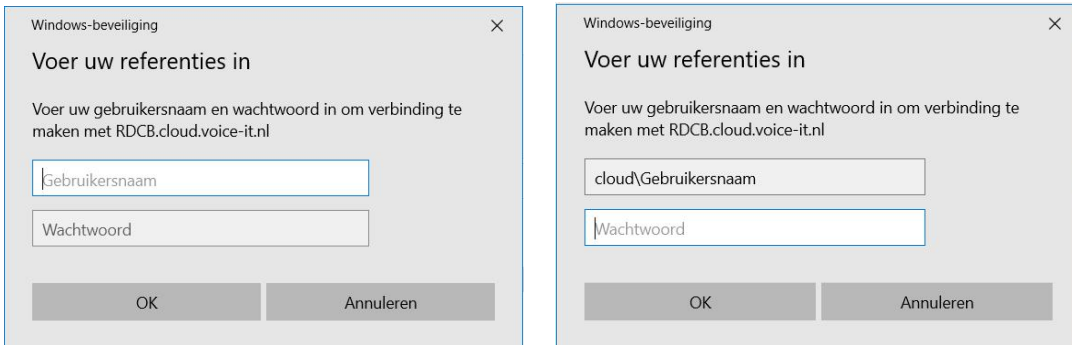 Windows-beveiliging
Voer uw referenties in
Voer uw gebruikersnaam en wachtwoord in om verbinding te
maken met RDCB.cloud.voice-it.nl
Gebruikersnaam
Wachtwoord
OK Annuleren
Windows-beveiliging
Voer uw referenties in
Voer uw gebruikersnaam en wachtwoord in om verbinding te
maken met RDCB.cloud.voice-it.nl
cloud\Gebruikersnaam
Wachtwoord
OK Annuleren